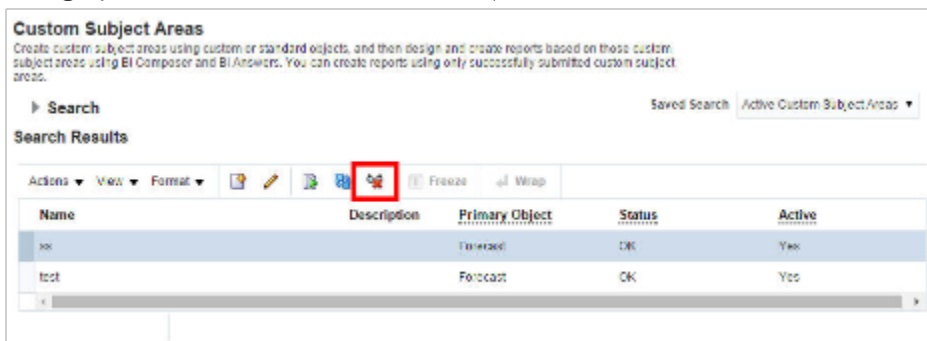 Custom Subject Areas
Create custom subject areas using custom or standard objects, and then design and create reports based on those custom
subject areas using BI Composer and BI Answers. You can create reports using only successfully submitted custom subject
areas.
Search
Saved Search Active Custom Subject Areas
Search Results
Actions View Format Freeze Wrap
Name Description Primary Object Status Active
Forecast OK Yes
test Forecast OK Yes